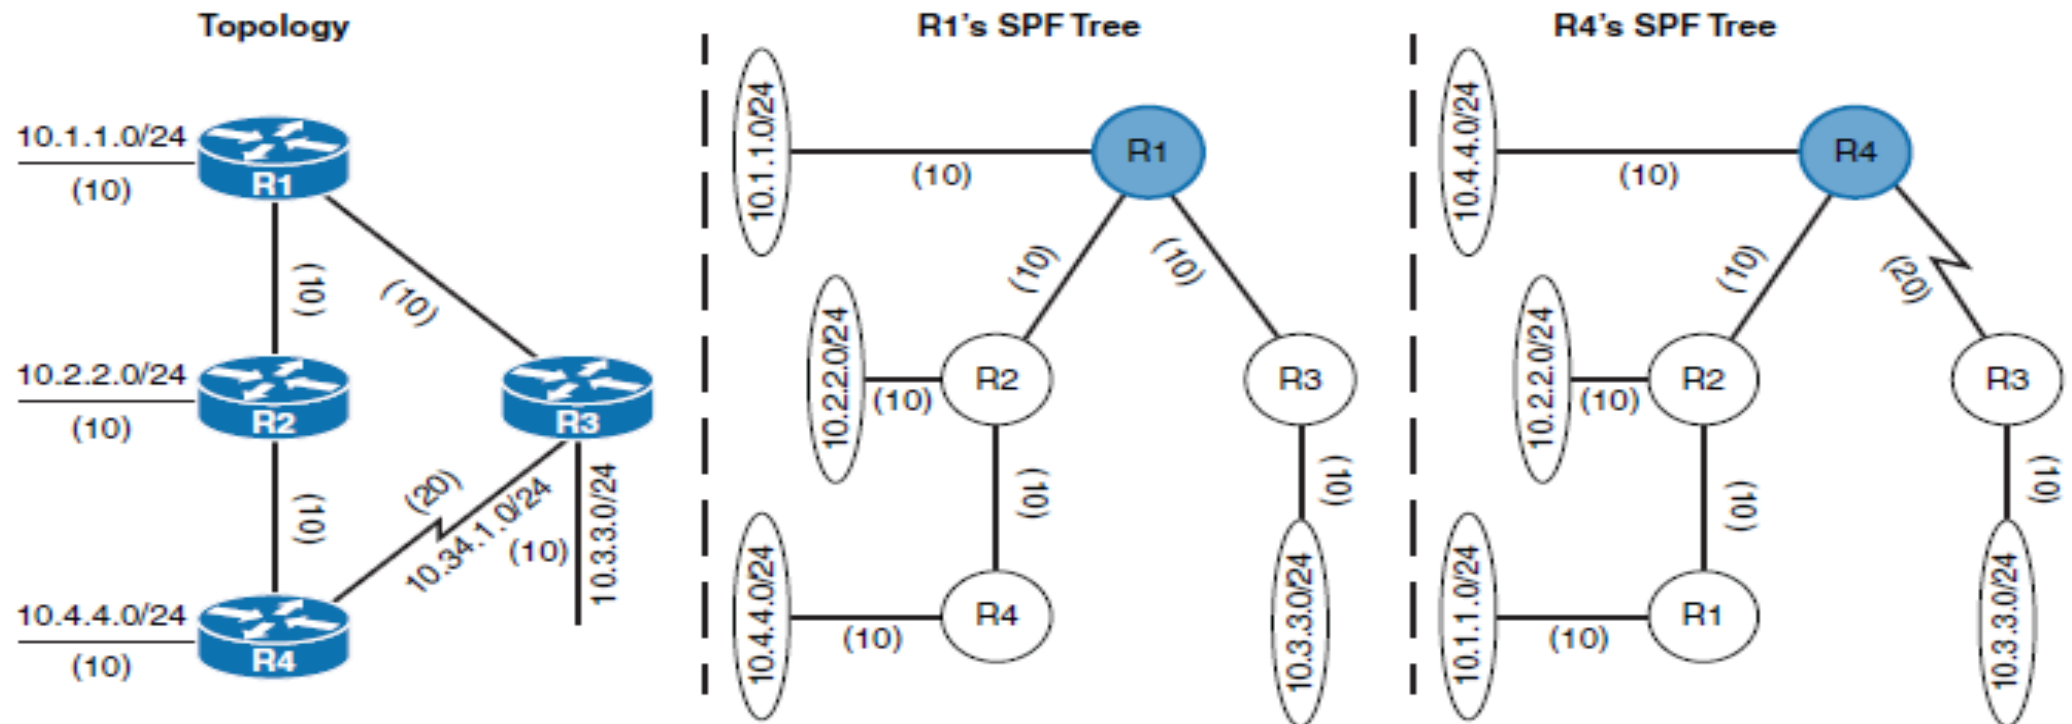 Topology
10.1.1.0/24
(10)
R1
(10)
(10)
10.2.2.0/24
(10)
R2
R3
(10)
(20)
10.34.1.0/24
(10)
10.3.3.0/24
10.4.4.0/24
(10)
R4
R1's SPF Tree
10.1.1.0/24
(10)
R1
(10)
(10)
10.2.2.0/24
(10)
R2
R3
(10)
(10)
10.4.4.0/24
(10)
R4
10.3.3.0/24
R4's SPF Tree
10.4.4.0/24
(10)
R4
(10)
(20)
10.2.2.0/24
(10)
R2
R3
(10)
(10)
10.1.1.0/24
(10)
R1
10.3.3.0/24